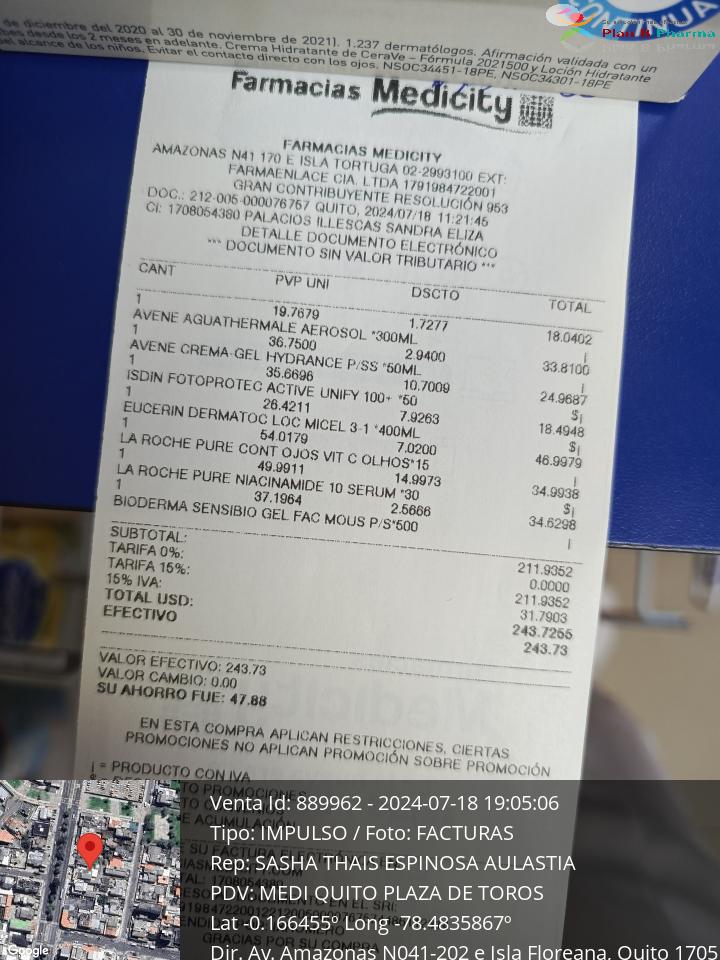 de diciembre del 2020 al 30 de noviembre de 2021). 1.237 dermatólogos. Afirmación validada con un
bes desde los 2 meses en adelante. Crema Hidratante de CeraVe – Fórmula 2021500 y Loción Hidratante
el alcance de los niños. Evitar el contacto directo con los ojos. NSOC34451-18PE, NSOC34301-18PE
Plan B Pharma
Farmacias Medicity
FARMACIAS MEDICITY
AMAZONAS N41 170 E ISLA TORTUGA 02-2993100 EXT:
FARMAENLACE CIA. LTDA 1791984722001
GRAN CONTRIBUYENTE RESOLUCIÓN 953
DOC.: 212-005-000076757 QUITO, 2024/07/18 11:21:45
CI: 1708054380 PALACIOS ILLESCAS SANDRA ELIZA
DETALLE DOCUMENTO ELECTRÓNICO
*** DOCUMENTO SIN VALOR TRIBUTARIO ***
CANT PVP UNI DSCTO TOTAL
1 19.7679 1.7277 18.0402
AVENE AGUATHERMALE AEROSOL *300ML ¡
1 36.7500 2.9400 33.8100
AVENE CREMA-GEL HYDRANCE P/SS *50ML ¡
1 35.6696 10.7009 24.9687
ISDIN FOTOPROTEC ACTIVE UNIFY 100+ *50 $¡
1 26.4211 7.9263 18.4948
EUCERIN DERMATOC LOC MICEL 3-1 *400ML $¡
1 54.0179 7.0200 46.9979
LA ROCHE PURE CONT OJOS VIT C OLHOS*15 ¡
1 49.9911 14.9973 34.9938
LA ROCHE PURE NIACINAMIDE 10 SERUM *30 $¡
1 37.1964 2.5666 34.6298
BIODERMA SENSIBIO GEL FAC MOUS P/S*500 ¡
SUBTOTAL: 211.9352
TARIFA 0%: 0.0000
TARIFA 15%: 211.9352
15% IVA: 31.7903
TOTAL USD: 243.7255
EFECTIVO 243.73
VALOR EFECTIVO: 243.73
VALOR CAMBIO: 0.00
SU AHORRO FUE: 47.88
EN ESTA COMPRA APLICAN RESTRICCIONES, CIERTAS
PROMOCIONES NO APLICAN PROMOCIÓN SOBRE PROMOCIÓN
¡ = PRODUCTO CON IVA
Venta Id: 889962 - 2024-07-18 19:05:06
Tipo: IMPULSO / Foto: FACTURAS
Rep: SASHA THAIS ESPINOSA AULASTIA
PDV: MEDI QUITO PLAZA DE TOROS
Lat -0.166455º Long -78.4835867º
Dir. Av. Amazonas N041-202 e Isla Floreana, Quito 1705
GRACIAS POR SU COMPRA
Google